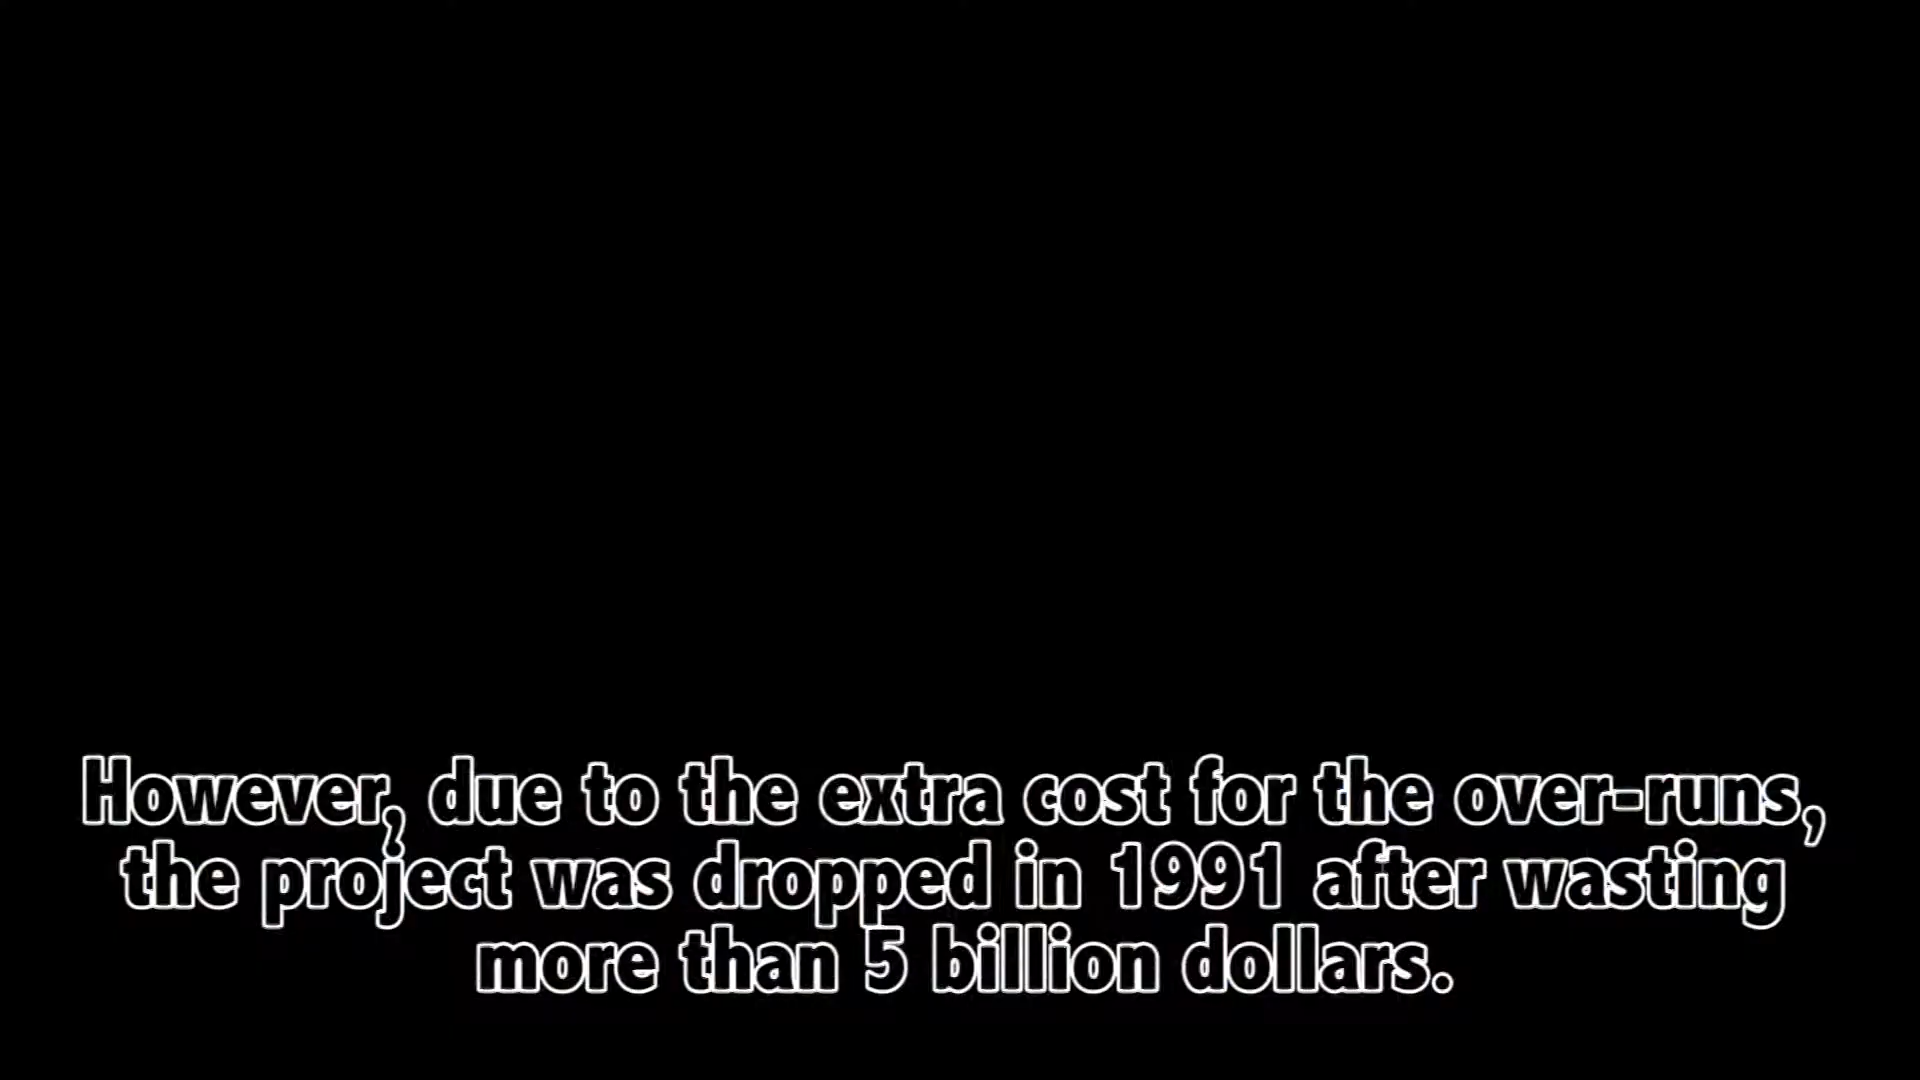 However, due to the extra cost for the over-runs,
the project was dropped in 1991 after wasting
more than 5 billion dollars.